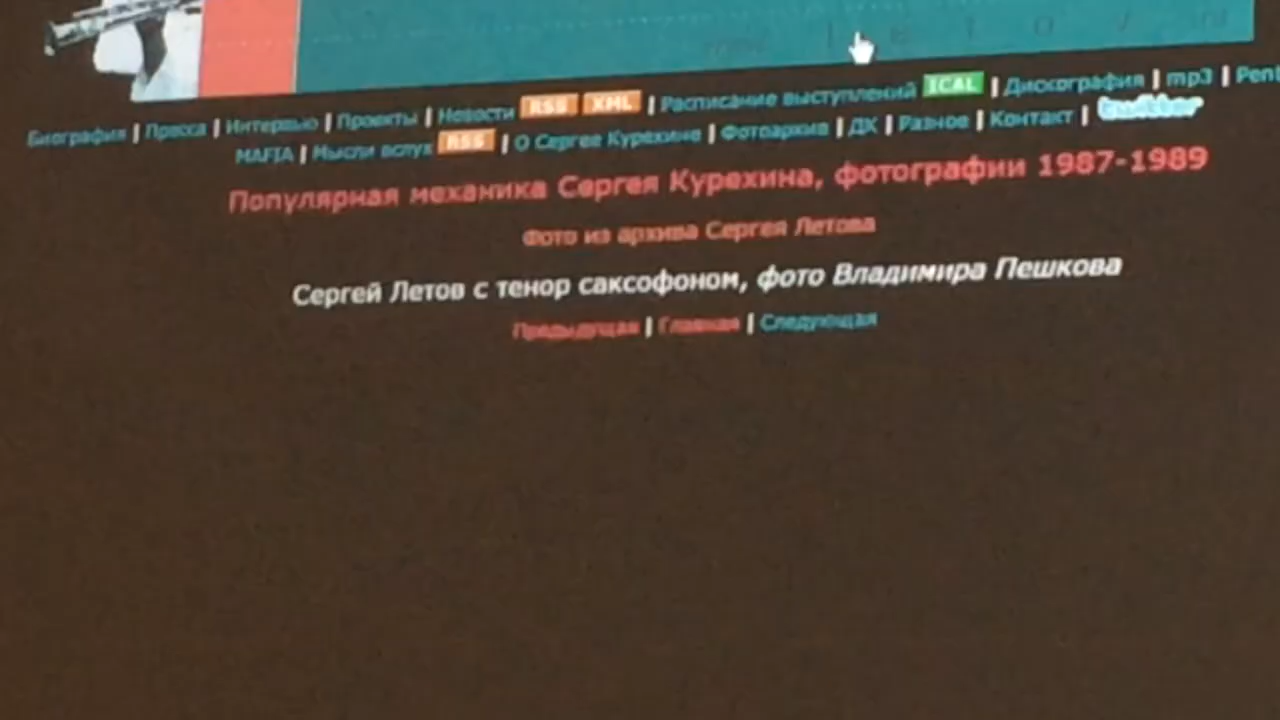 Биография | Пресса | Интервью | Проекты | Новости RSS XML | Расписание выступлений ICAL | Дискография | mp3 | Pent
MAFIA | Мысли вслух RSS | О Сергее Курехине | Фотоархив | ДК | Разное | Контакт | twitter
Популярная механика Сергея Курехина, фотографии 1987-1989
Фото из архива Сергея Летова
Сергей Летов с тенор саксофоном, фото Владимира Пешкова
Предыдущая | Главная | Следующая